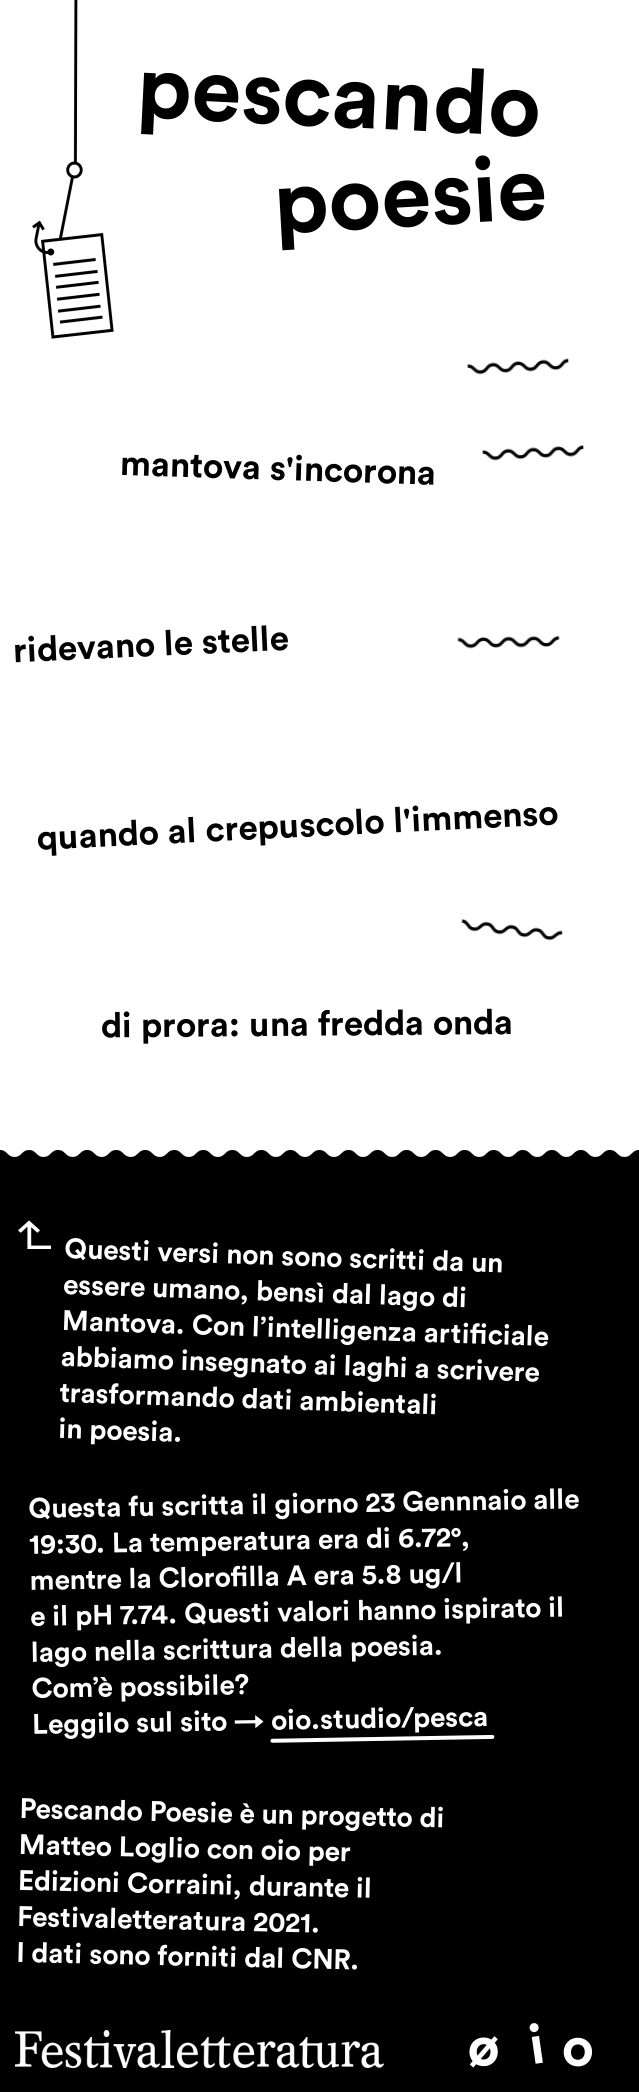 pescando
poesie
mantova s'incorona
ridevano le stelle
quando al crepuscolo l'immenso
di prora: una fredda onda
Questi versi non sono scritti da un
essere umano, bensì dal lago di
Mantova. Con l’intelligenza artificiale
abbiamo insegnato ai laghi a scrivere
trasformando dati ambientali
in poesia.
Questa fu scritta il giorno 23 Gennnaio alle
19:30. La temperatura era di 6.72°,
mentre la Clorofilla A era 5.8 ug/l
e il pH 7.74. Questi valori hanno ispirato il
lago nella scrittura della poesia.
Com’è possibile?
Leggilo sul sito → oio.studio/pesca
Pescando Poesie è un progetto di
Matteo Loglio con oio per
Edizioni Corraini, durante il
Festivaletteratura 2021.
I dati sono forniti dal CNR.
Festivaletteratura ø i o